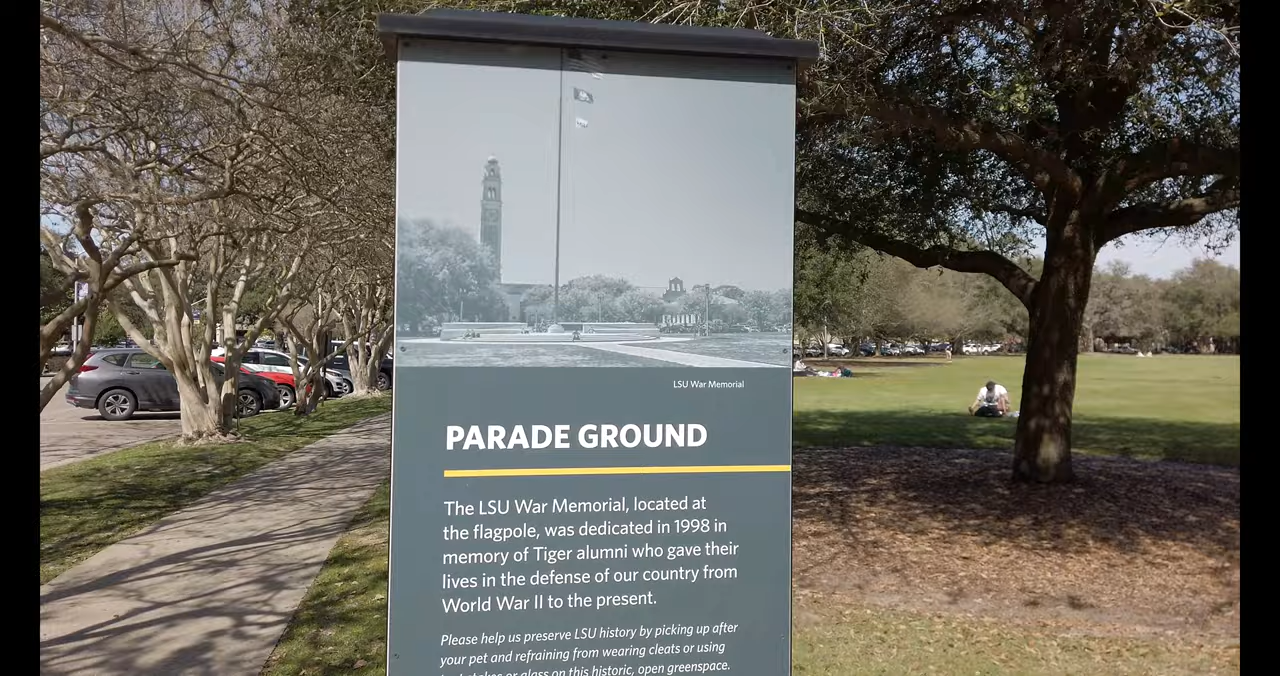 LSU War Memorial
PARADE GROUND
The LSU War Memorial, located at
the flagpole, was dedicated in 1998 in
memory of Tiger alumni who gave their
lives in the defense of our country from
World War II to the present.
Please help us preserve LSU history by picking up after
your pet and refraining from wearing cleats or using
or glass on this historic, open greenspace.